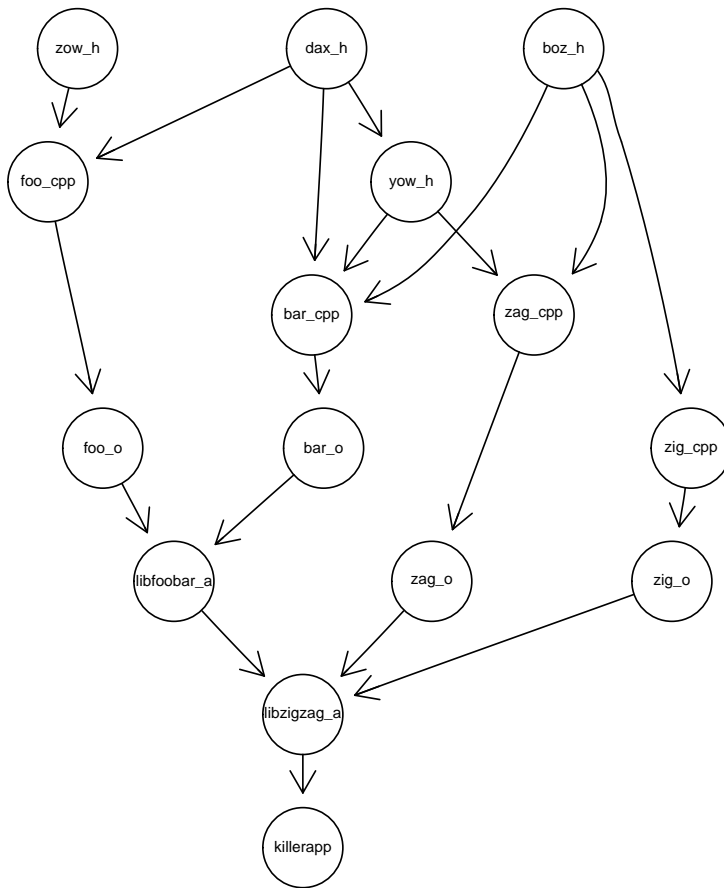 zow_h
dax_h
boz_h
foo_cpp
yow_h
bar_cpp
zag_cpp
foo_o
bar_o
zig_cpp
libfoobar_a
zag_o
zig_o
libzigzag_a
killerapp